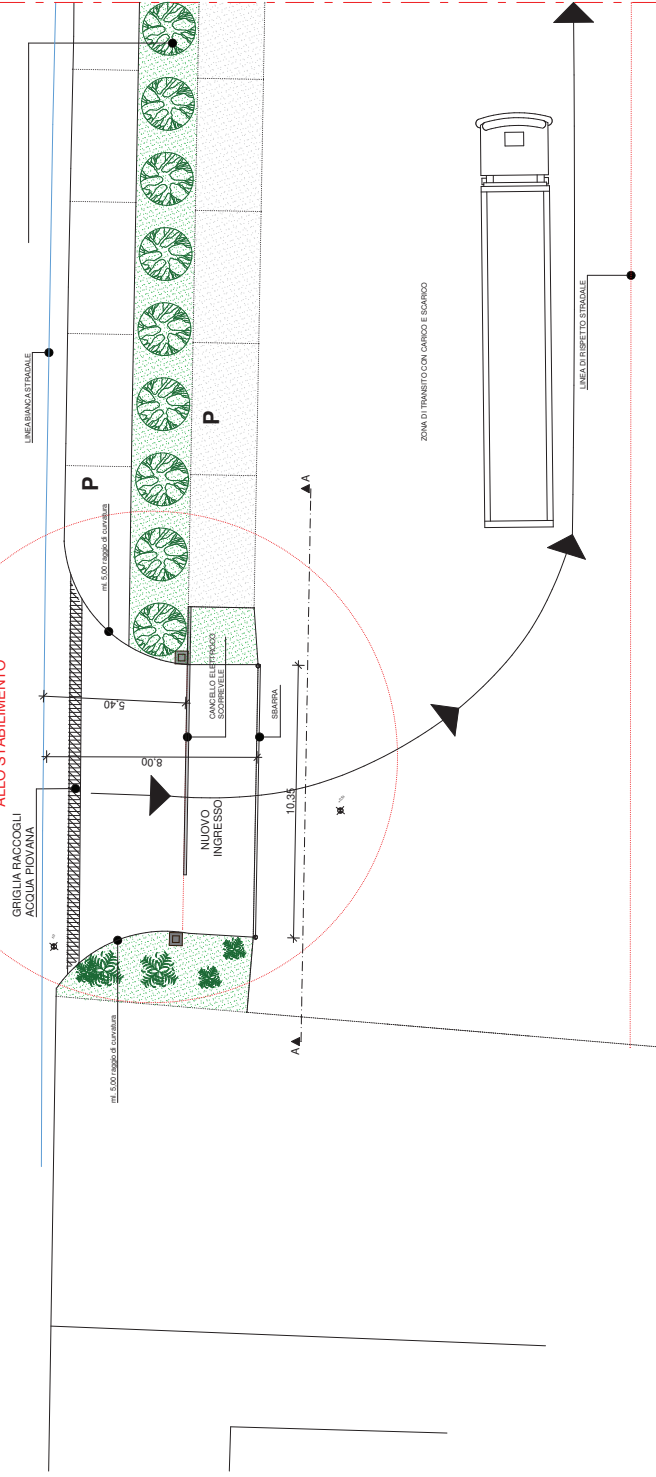 ALLO STABILIMENTO
GRIGLIA RACCOGLI
ACQUA PIOVANA
LINEA BIANCA STRADALE
P
P
ml. 5,00 raggio di curvatura
5.40
8.00
CANCELLO ELETTRICO
SCORREVELE
SBARRA
NUOVO
INGRESSO
10.35
A
A
ml. 5,00 raggio di curvatura
ZONA DI TRANSITO CON CARICO E SCARICO
LINEA DI RISPETTO STRADALE